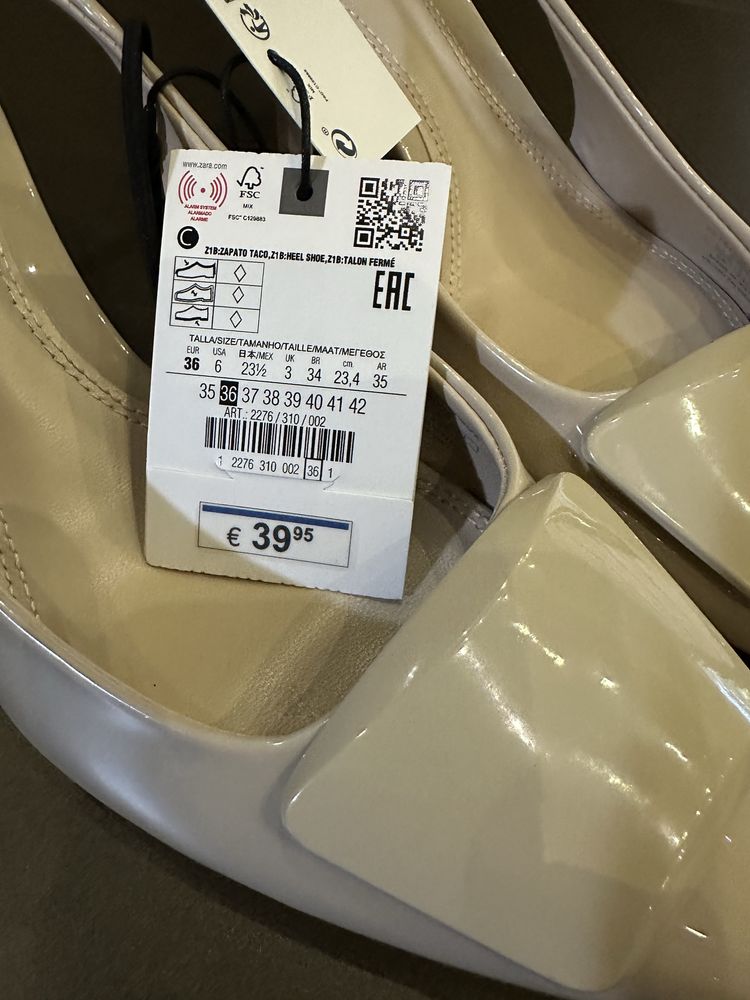 www.zara.com
ALARM SYSTEM
ALARMADO
ALARME
FSC
MIX
FSC™ C129883
C
Z1B:ZAPATO TACO,Z1B:HEEL SHOE,Z1B:TALON FERMÉ
EAC
TALLA/SIZE/TAMANHO/TAILLE/MAAT/ΜΕΓΕΘΟΣ
EUR USA 日本/MEX UK BR cm AR
36 6 23½ 3 34 23,4 35
35 36 37 38 39 40 41 42
ART.: 2276 / 310 / 002
1 2276 310 002 36 1
€ 39 95